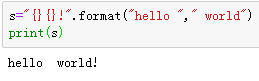 s="{}{}!".format("hello "," world")
print(s)
hello  world!